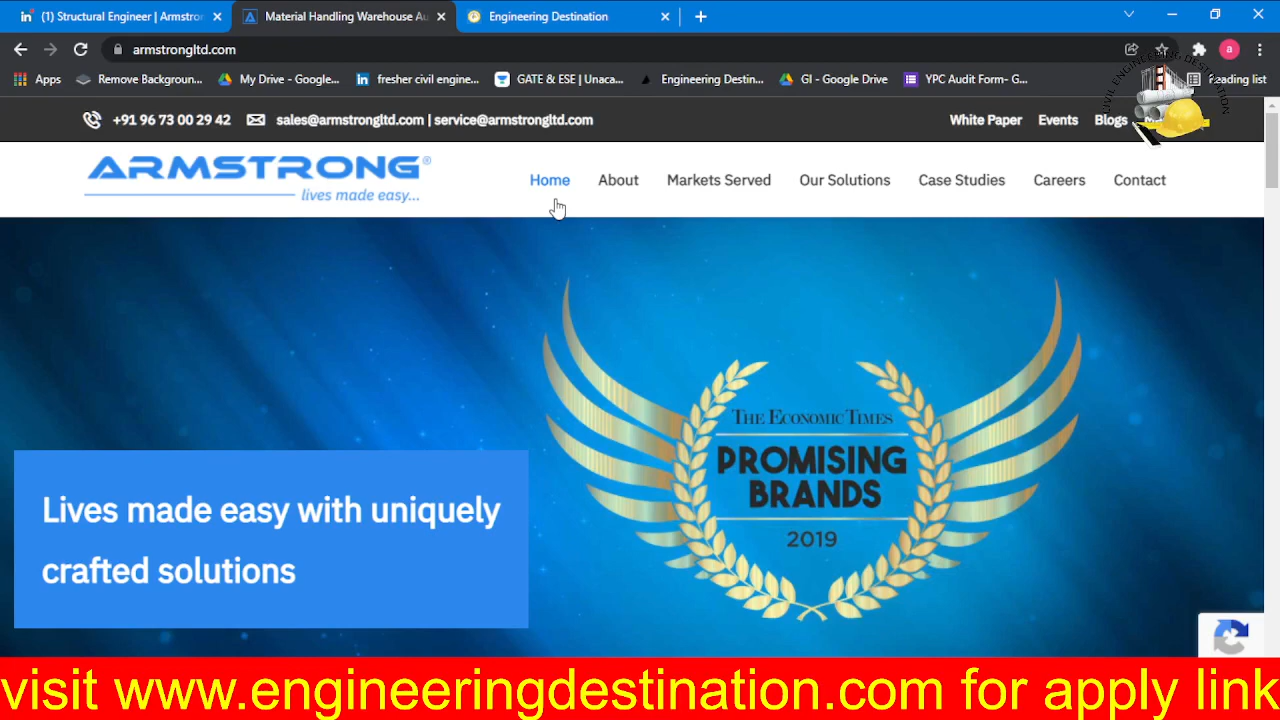 (1) Structural Engineer | Armstron
Material Handling Warehouse Au
Engineering Destination
armstrongltd.com
Apps
Remove Backgroun...
My Drive - Google...
fresher civil engine...
GATE & ESE | Unaca...
Engineering Destin...
GI - Google Drive
YPC Audit Form- G...
Reading list
CIVIL ENGINEERING DESTINATION
+91 96 73 00 29 42
sales@armstrongltd.com | service@armstrongltd.com
White Paper
Events
Blogs
ARMSTRONG®
lives made easy...
Home
About
Markets Served
Our Solutions
Case Studies
Careers
Contact
THE ECONOMIC TIMES
PROMISING
BRANDS
2019
Lives made easy with uniquely
crafted solutions
visit www.engineeringdestination.com for apply link